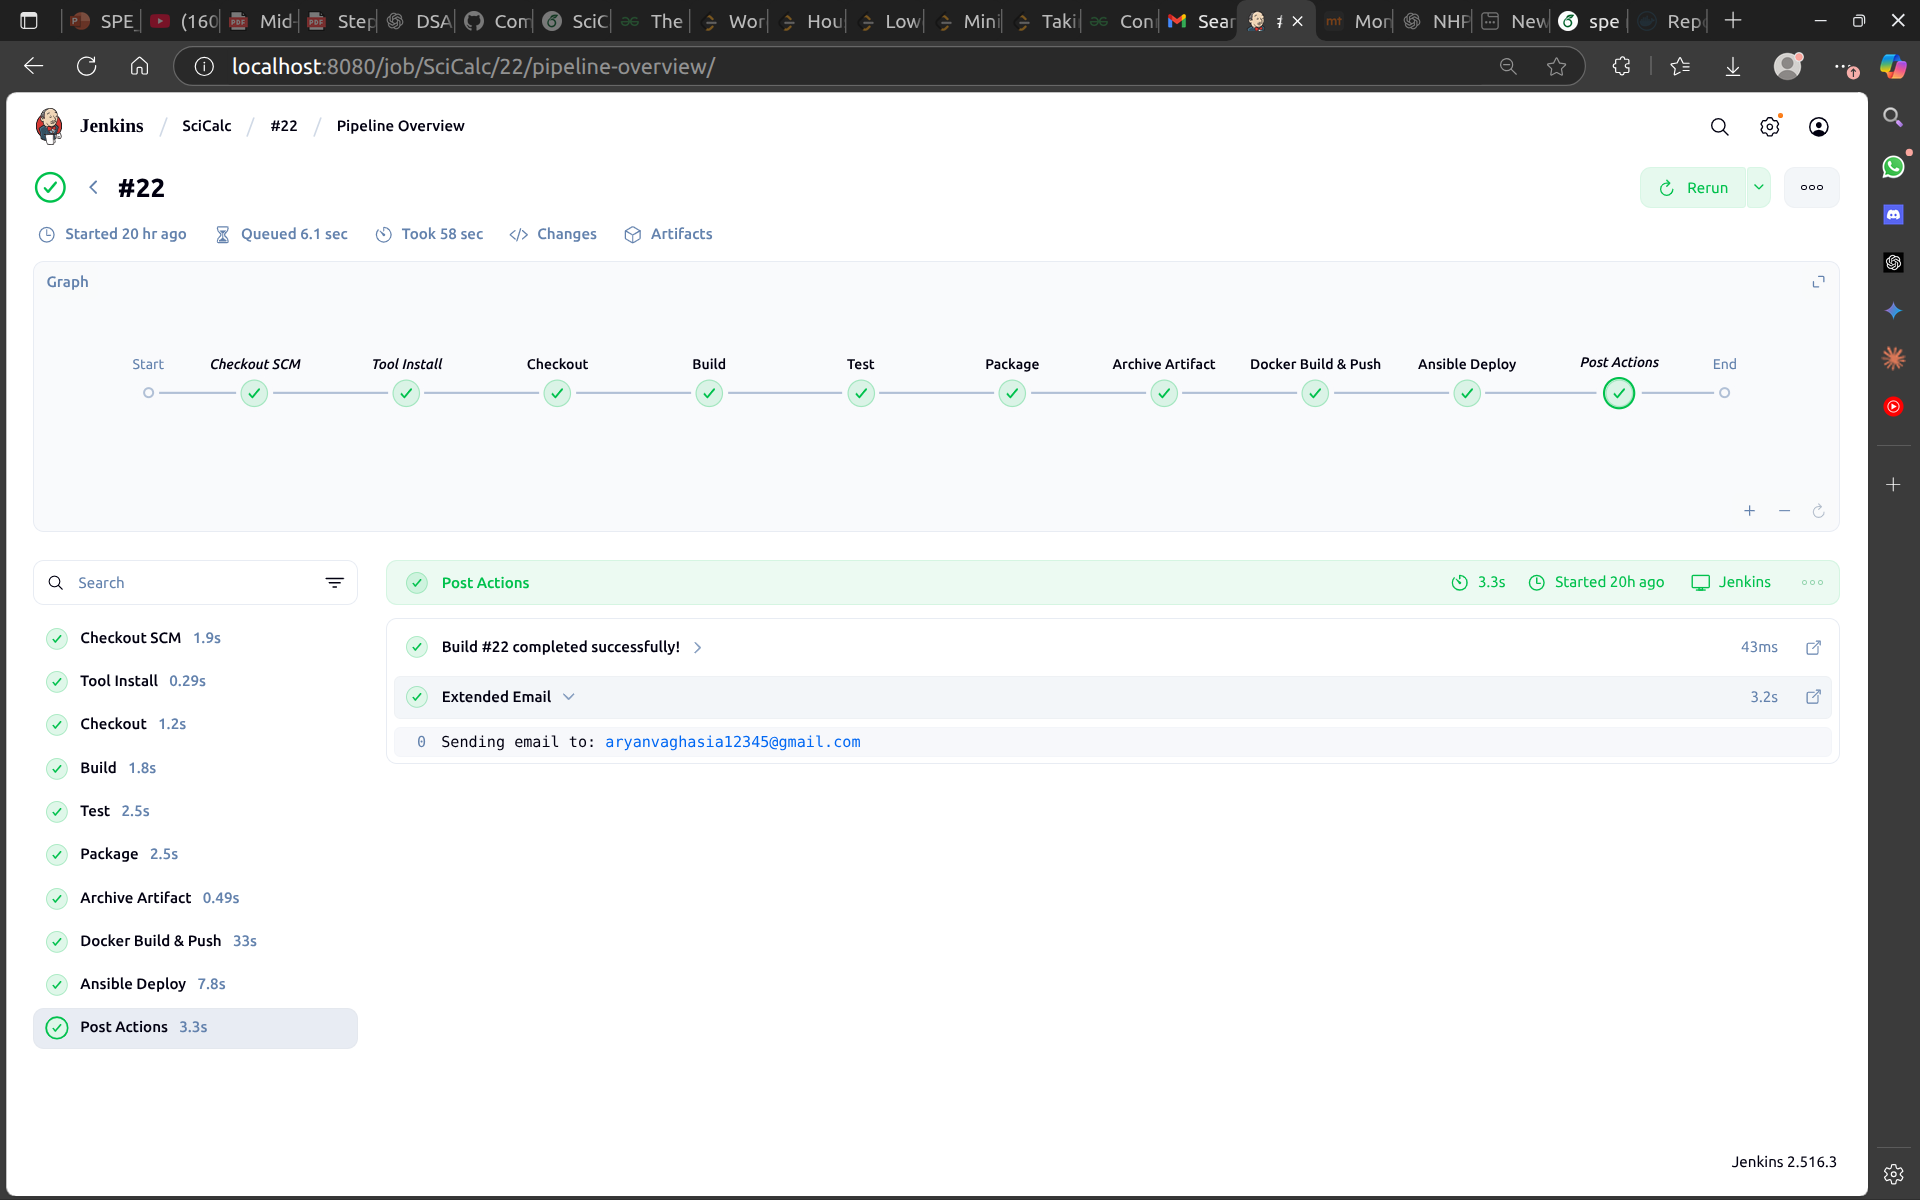 SPE_
(160
Mid-
Step
DSA
Com
SciC
The
Wor
Hou
Low
Mini
Taki
Con
Sear
Mon
NHP
New
spe
Repo
localhost:8080/job/SciCalc/22/pipeline-overview/
Jenkins / SciCalc / #22 / Pipeline Overview
#22
Rerun
Started 20 hr ago
Queued 6.1 sec
Took 58 sec
Changes
Artifacts
Graph
Start
Checkout SCM
Tool Install
Checkout
Build
Test
Package
Archive Artifact
Docker Build & Push
Ansible Deploy
Post Actions
End
Search
Checkout SCM 1.9s
Tool Install 0.29s
Checkout 1.2s
Build 1.8s
Test 2.5s
Package 2.5s
Archive Artifact 0.49s
Docker Build & Push 33s
Ansible Deploy 7.8s
Post Actions 3.3s
Post Actions
3.3s
Started 20h ago
Jenkins
Build #22 completed successfully!
43ms
Extended Email
3.2s
0 Sending email to: aryanvaghasia12345@gmail.com
Jenkins 2.516.3